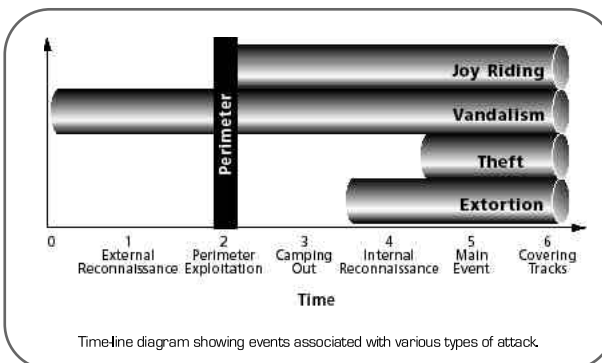 Joy Riding
Vandalism
Theft
Extortion
Perimeter
0 1 2 3 4 5 6
External Perimeter Camping Internal Main Covering
Reconnaissance Exploitation Out Reconnaissance Event Tracks
Time
Time-line diagram showing events associated with various types of attack.